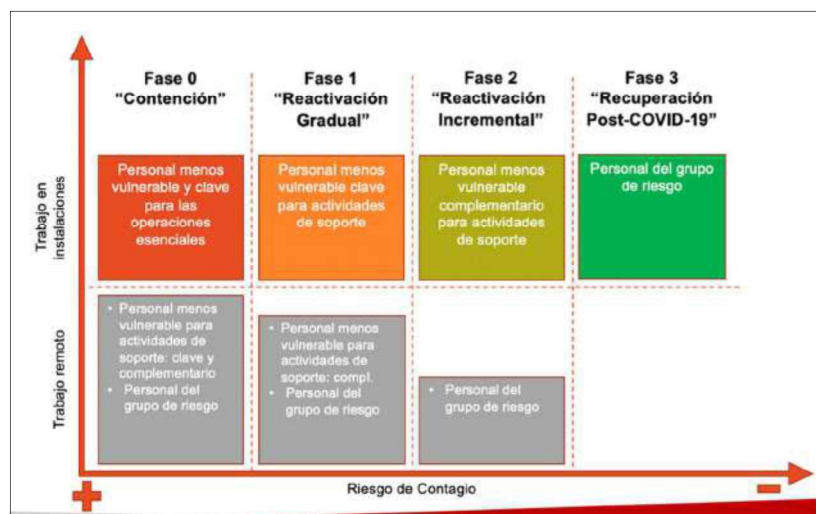 Fase 0
“Contención”
Fase 1
“Reactivación
Gradual”
Fase 2
“Reactivación
Incremental”
Fase 3
“Recuperación
Post-COVID-19”
Trabajo en
instalaciones
Personal menos
vulnerable y clave
para las
operaciones
esenciales
Personal menos
vulnerable clave
para actividades
de soporte
Personal menos
vulnerable
complementario
para actividades
de soporte
Personal del grupo
de riesgo
Trabajo remoto
• Personal menos
vulnerable para
actividades de
soporte: clave y
complementario
• Personal del
grupo de riesgo
• Personal menos
vulnerable para
actividades de
soporte: compl.
• Personal del
grupo de riesgo
• Personal del
grupo de riesgo
Riesgo de Contagio